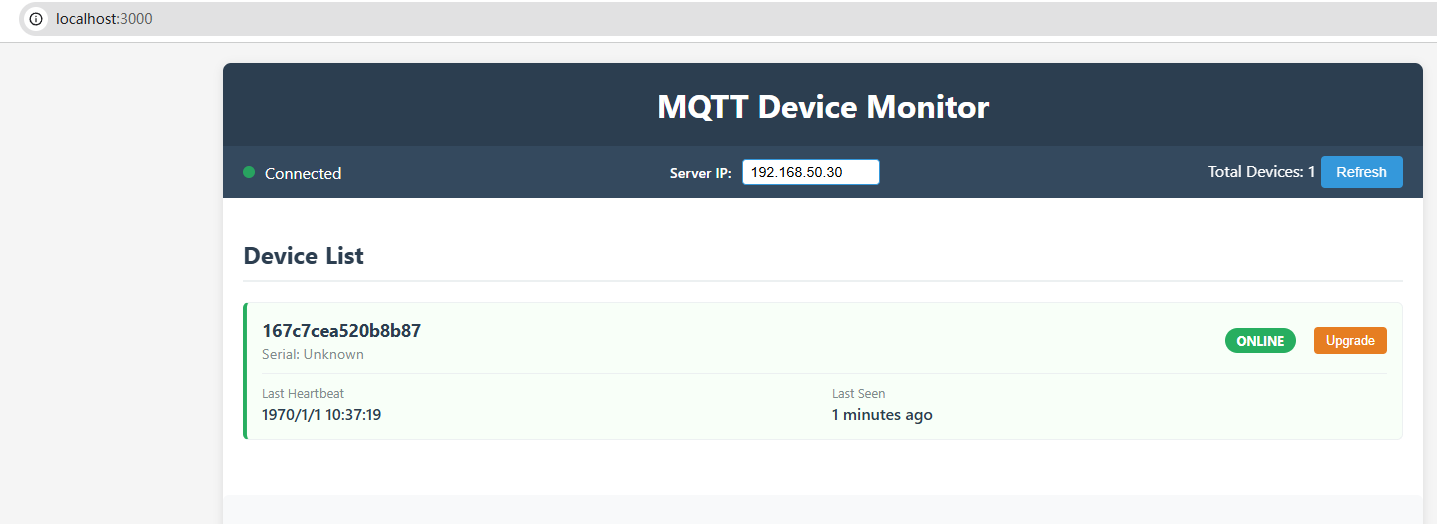 localhost:3000
MQTT Device Monitor
Connected
Server IP: 192.168.50.30
Total Devices: 1 Refresh
Device List
167c7cea520b8b87
Serial: Unknown
ONLINE Upgrade
Last Heartbeat
1970/1/1 10:37:19
Last Seen
1 minutes ago